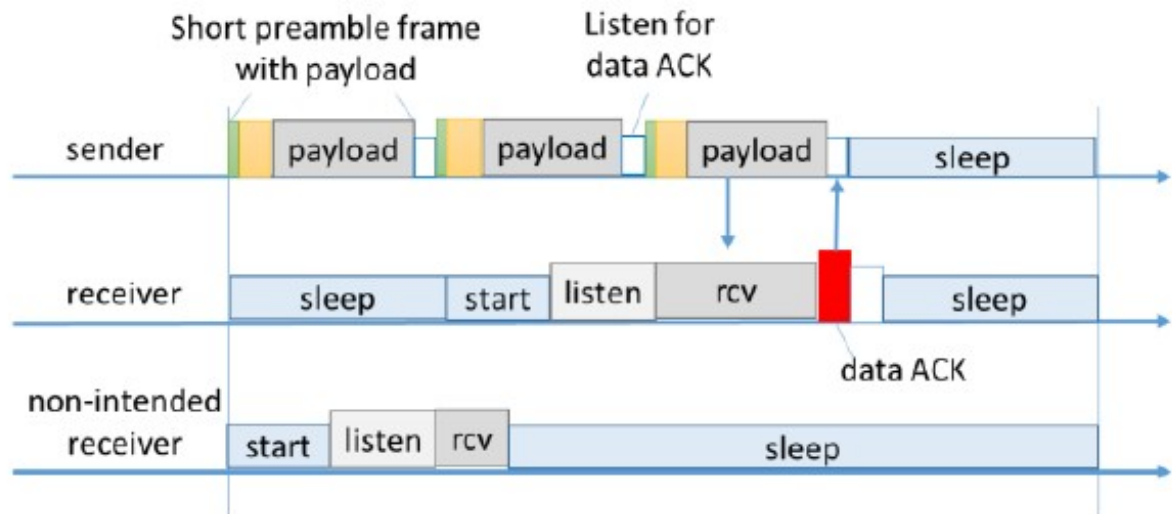 Short preamble frame
with payload
Listen for
data ACK
sender
payload
payload
payload
sleep
receiver
sleep
start
listen
rcv
sleep
data ACK
non-intended
receiver
start
listen
rcv
sleep